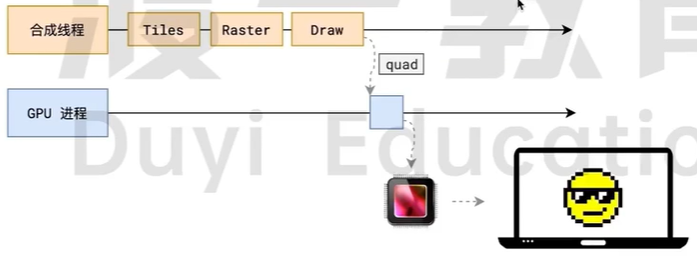 合成线程
Tiles
Raster
Draw
quad
GPU 进程
Duyi Educatio